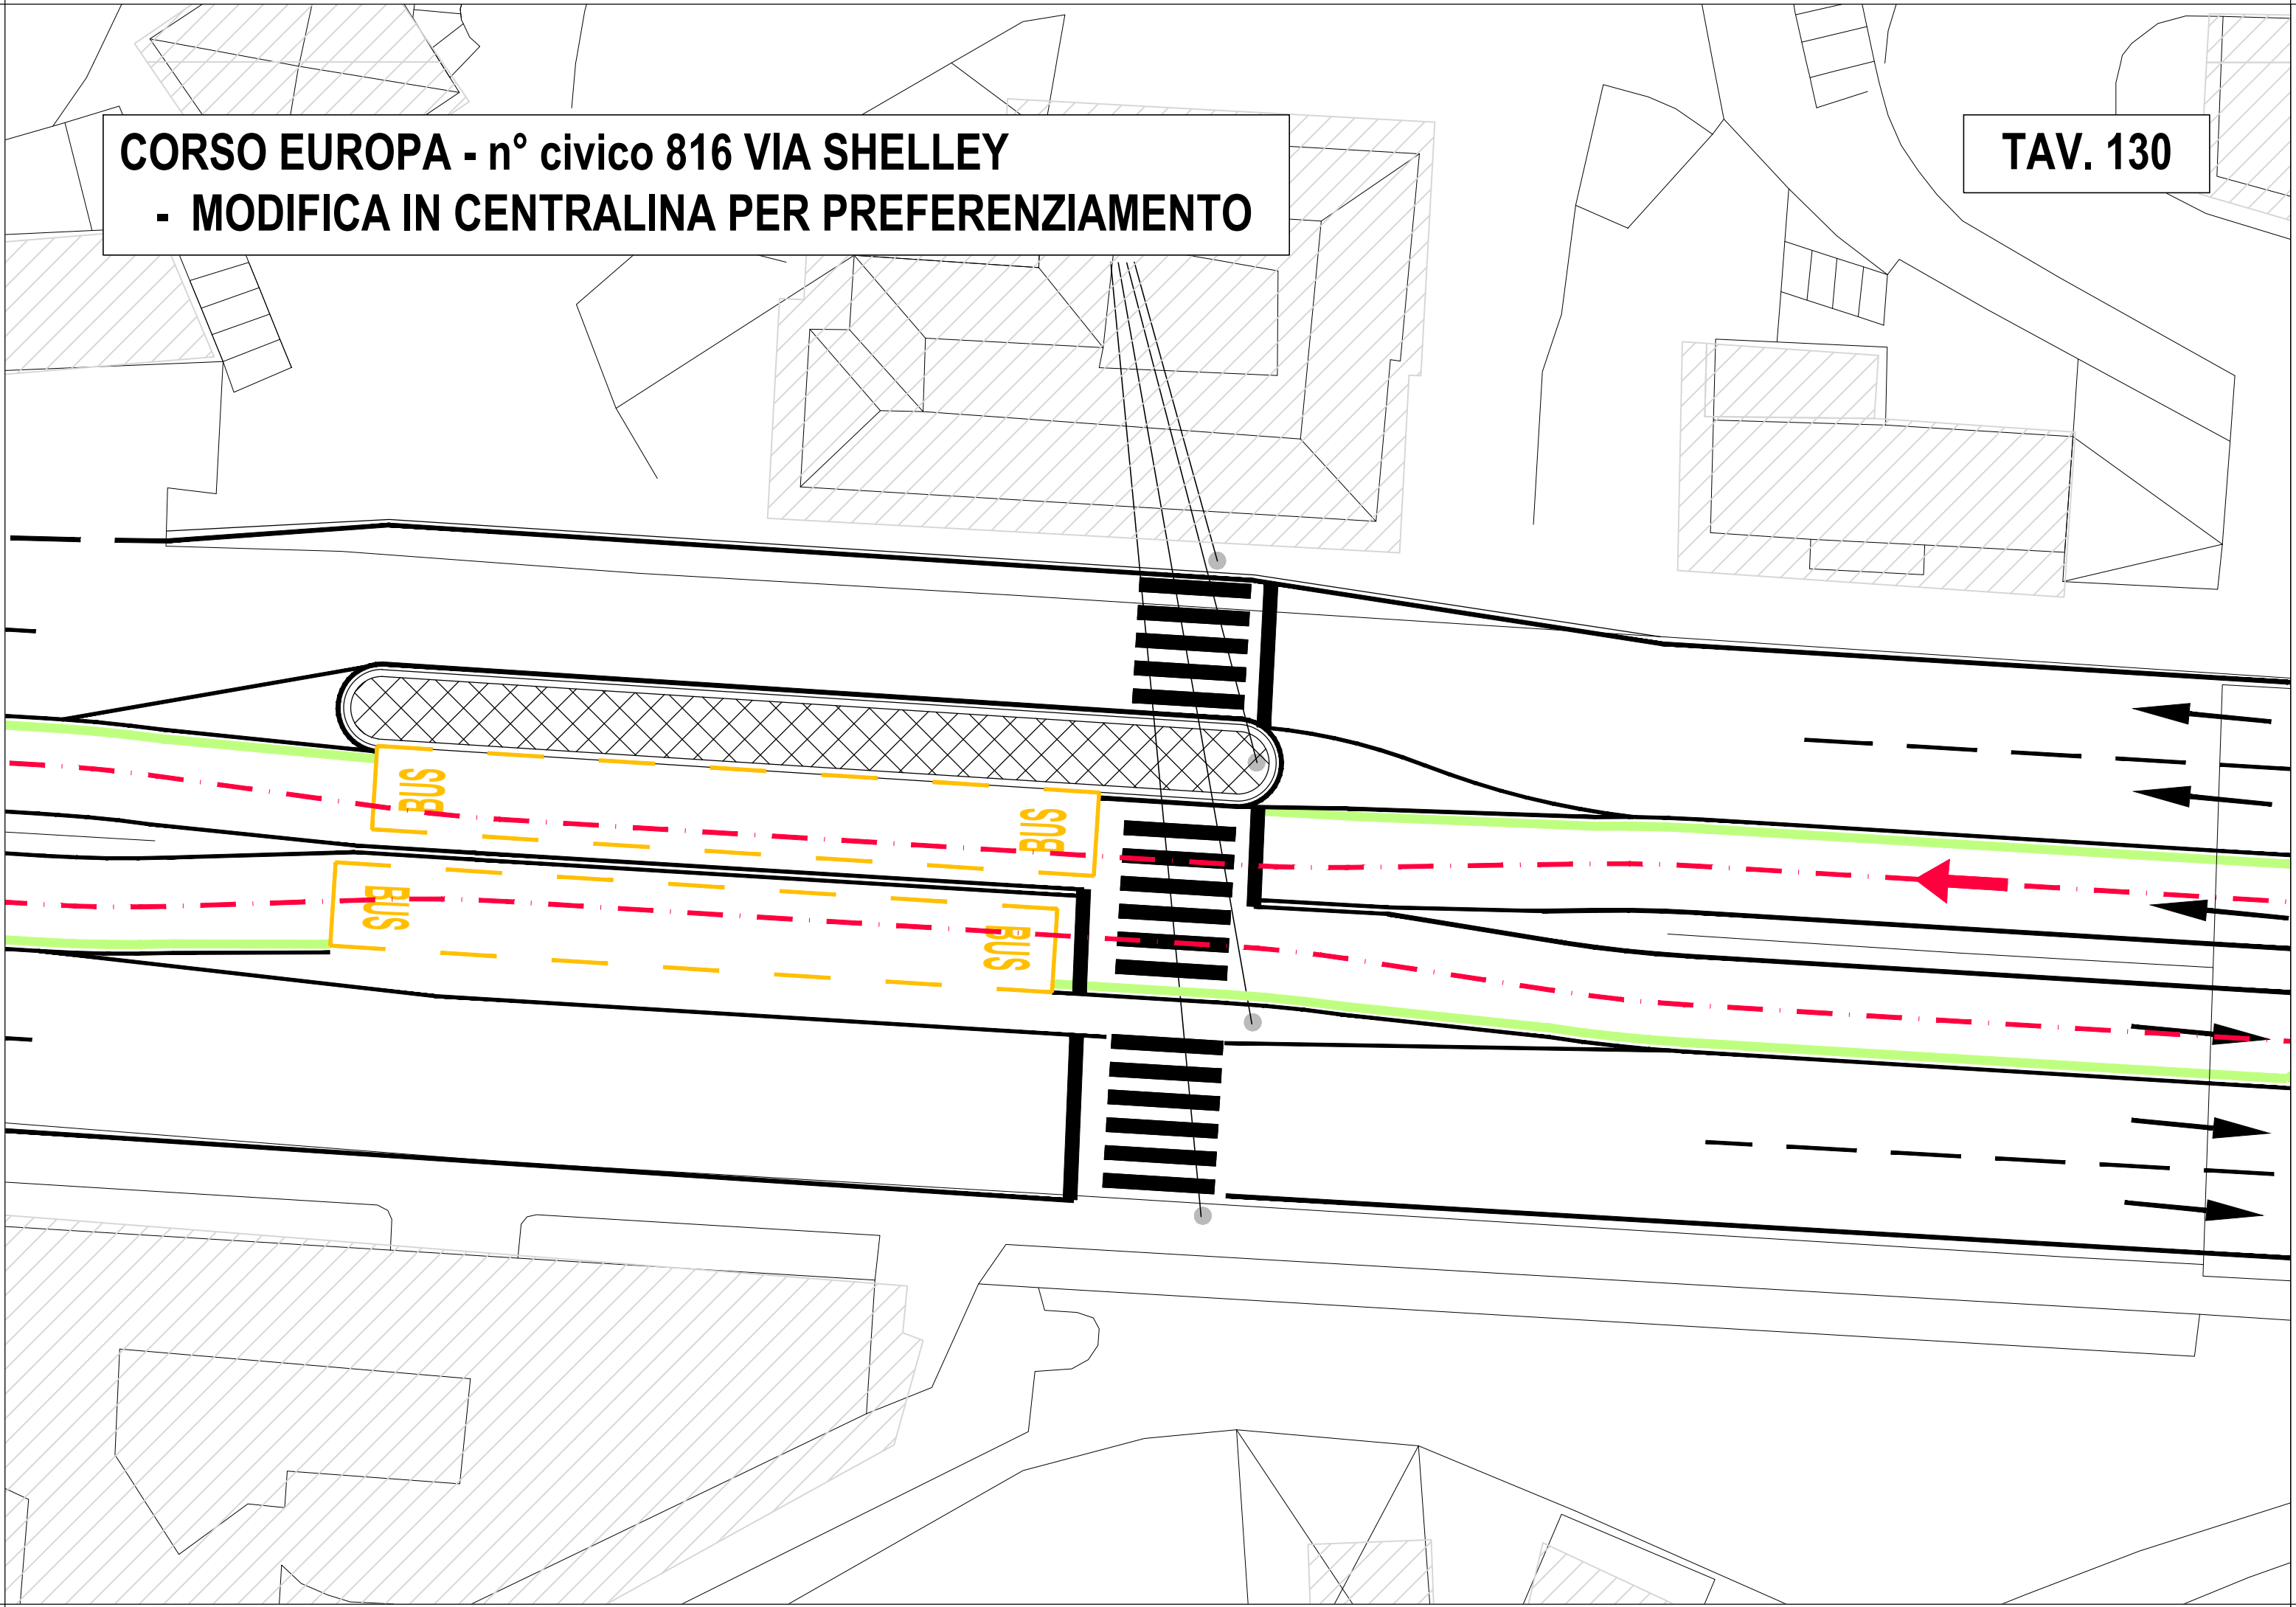 CORSO EUROPA - n° civico 816 VIA SHELLEY
- MODIFICA IN CENTRALINA PER PREFERENZIAMENTO
TAV. 130
BUS
BUS
BUS
BUS